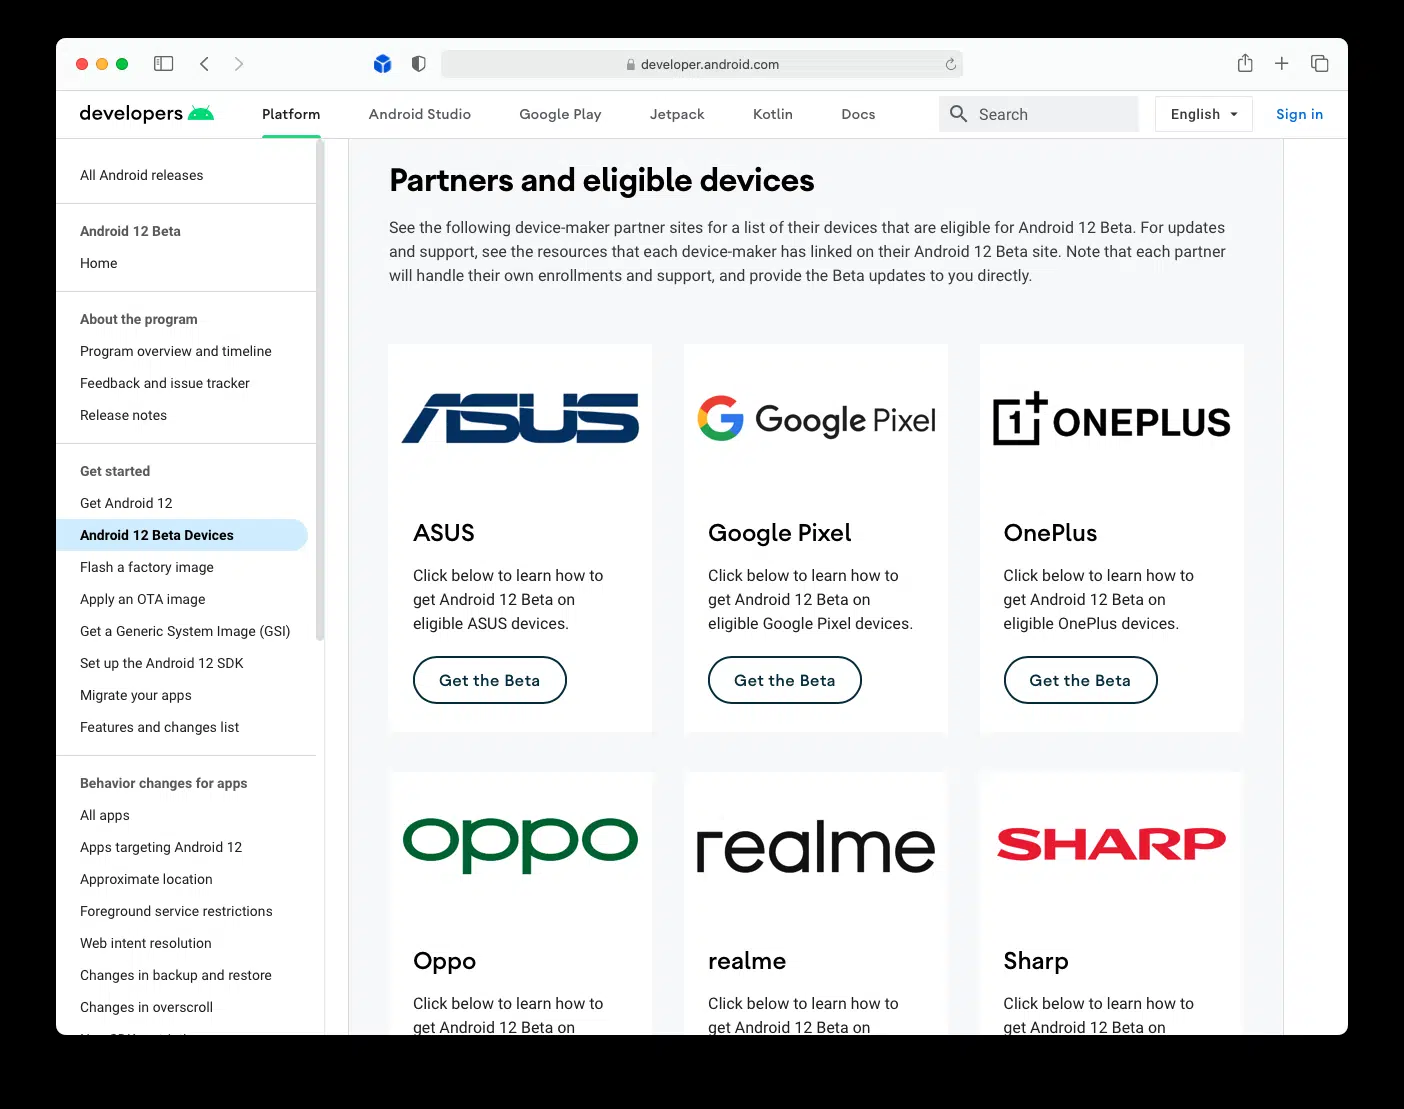 developer.android.com
developers
Platform
Android Studio
Google Play
Jetpack
Kotlin
Docs
Search
English
Sign in
All Android releases
Android 12 Beta
Home
About the program
Program overview and timeline
Feedback and issue tracker
Release notes
Get started
Get Android 12
Android 12 Beta Devices
Flash a factory image
Apply an OTA image
Get a Generic System Image (GSI)
Set up the Android 12 SDK
Migrate your apps
Features and changes list
Behavior changes for apps
All apps
Apps targeting Android 12
Approximate location
Foreground service restrictions
Web intent resolution
Changes in backup and restore
Changes in overscroll
Partners and eligible devices
See the following device-maker partner sites for a list of their devices that are eligible for Android 12 Beta. For updates
and support, see the resources that each device-maker has linked on their Android 12 Beta site. Note that each partner
will handle their own enrollments and support, and provide the Beta updates to you directly.
ASUS
ASUS
Click below to learn how to
get Android 12 Beta on
eligible ASUS devices.
Get the Beta
Google Pixel
Google Pixel
Click below to learn how to
get Android 12 Beta on
eligible Google Pixel devices.
Get the Beta
1+ ONEPLUS
OnePlus
Click below to learn how to
get Android 12 Beta on
eligible OnePlus devices.
Get the Beta
oppo
Oppo
Click below to learn how to
get Android 12 Beta on
realme
realme
Click below to learn how to
get Android 12 Beta on
SHARP
Sharp
Click below to learn how to
get Android 12 Beta on